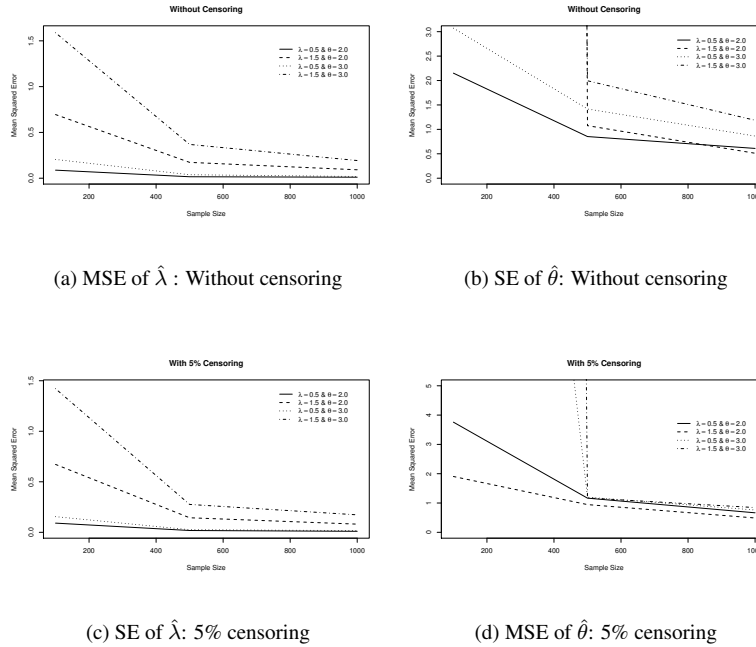 Without Censoring
Mean Squared Error
0.0 0.5 1.0 1.5
λ = 0.5 & θ = 2.0
λ = 1.5 & θ = 2.0
λ = 0.5 & θ = 3.0
λ = 1.5 & θ = 3.0
200 400 600 800 1000
Sample Size
(a) MSE of λ̂ : Without censoring
Without Censoring
Mean Squared Error
0.0 0.5 1.0 1.5 2.0 2.5 3.0
λ = 0.5 & θ = 2.0
λ = 1.5 & θ = 2.0
λ = 0.5 & θ = 3.0
λ = 1.5 & θ = 3.0
200 400 600 800 1000
Sample Size
(b) SE of θ̂: Without censoring
With 5% Censoring
Mean Squared Error
0.0 0.5 1.0 1.5
λ = 0.5 & θ = 2.0
λ = 1.5 & θ = 2.0
λ = 0.5 & θ = 3.0
λ = 1.5 & θ = 3.0
200 400 600 800 1000
Sample Size
(c) SE of λ̂: 5% censoring
With 5% Censoring
Mean Squared Error
0 1 2 3 4 5
λ = 0.5 & θ = 2.0
λ = 1.5 & θ = 2.0
λ = 0.5 & θ = 3.0
λ = 1.5 & θ = 3.0
200 400 600 800 1000
Sample Size
(d) MSE of θ̂: 5% censoring